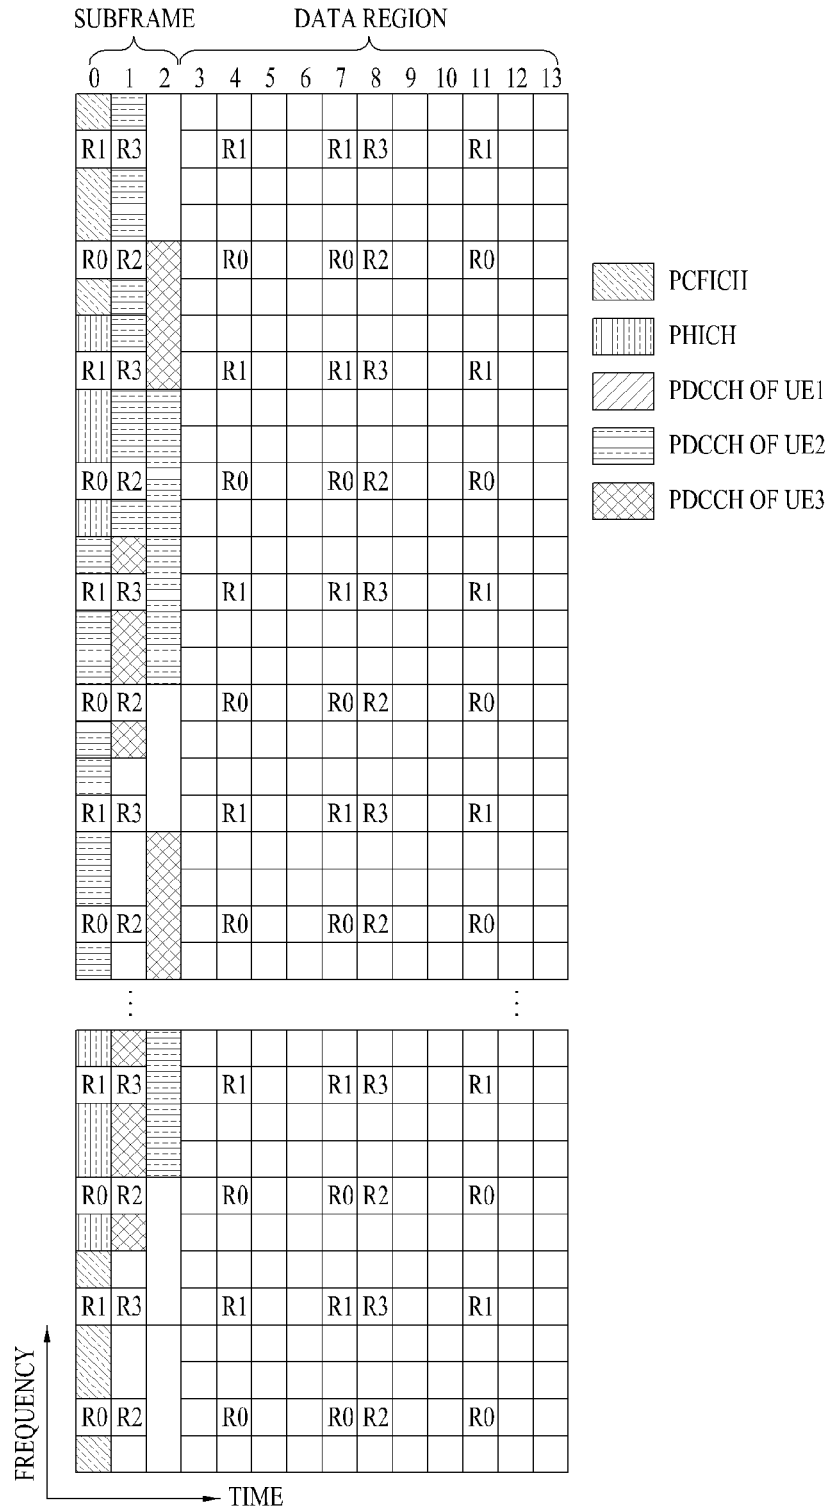 SUBFRAME DATA REGION
0 1 2 3 4 5 6 7 8 9 10 11 12 13
R1 R3 R1 R1 R3 R1
R0 R2 R0 R0 R2 R0
PCFICH
PHICH
R1 R3 R1 R1 R3 R1
PDCCH OF UE1
PDCCH OF UE2
R0 R2 R0 R0 R2 R0
PDCCH OF UE3
R1 R3 R1 R1 R3 R1
R0 R2 R0 R0 R2 R0
R1 R3 R1 R1 R3 R1
R0 R2 R0 R0 R2 R0
R1 R3 R1 R1 R3 R1
R0 R2 R0 R0 R2 R0
R1 R3 R1 R1 R3 R1
R0 R2 R0 R0 R2 R0
FREQUENCY
TIME